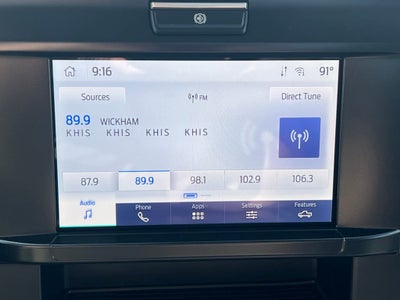 9:16 91°
Sources FM Direct Tune
89.9 WICKHAM
KHIS KHIS KHIS KHIS
87.9 89.9 98.1 102.9 106.3
Audio Phone Apps Settings Features